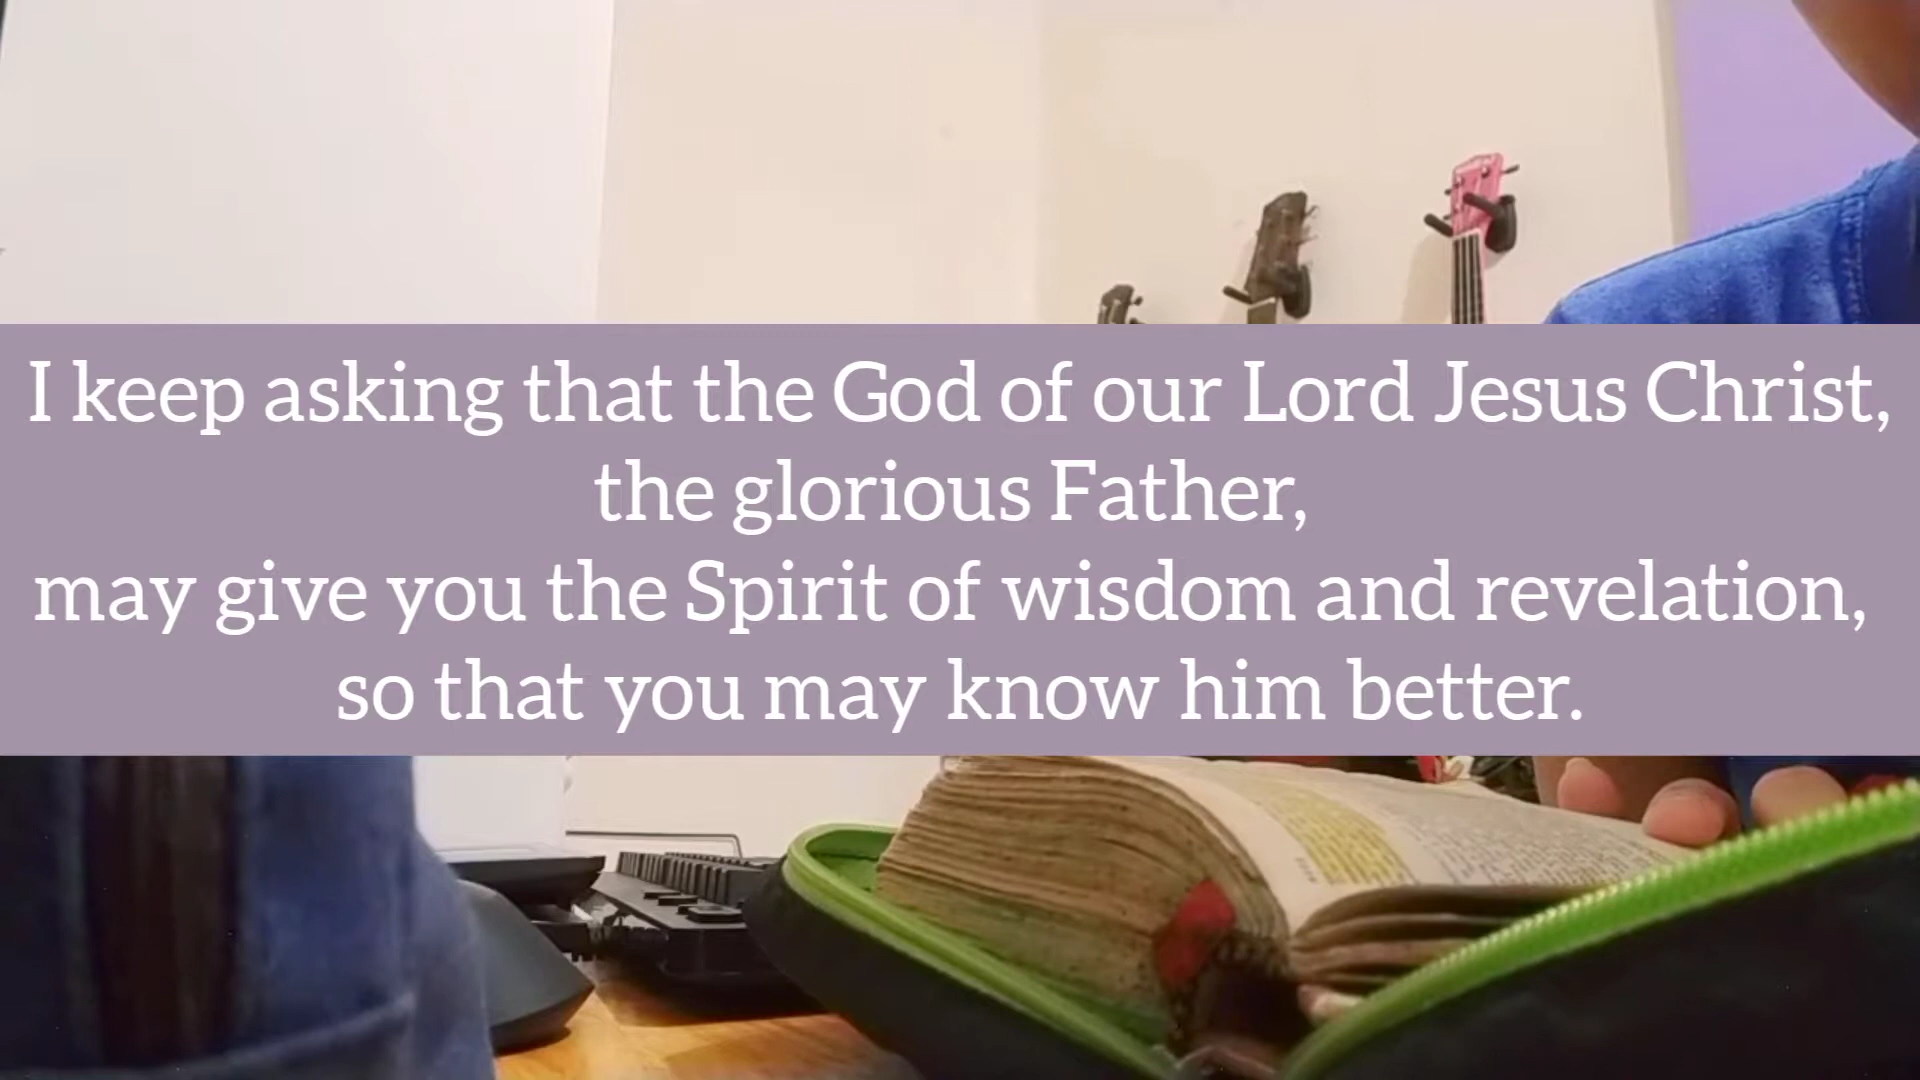 I keep asking that the God of our Lord Jesus Christ,
the glorious Father,
may give you the Spirit of wisdom and revelation,
so that you may know him better.